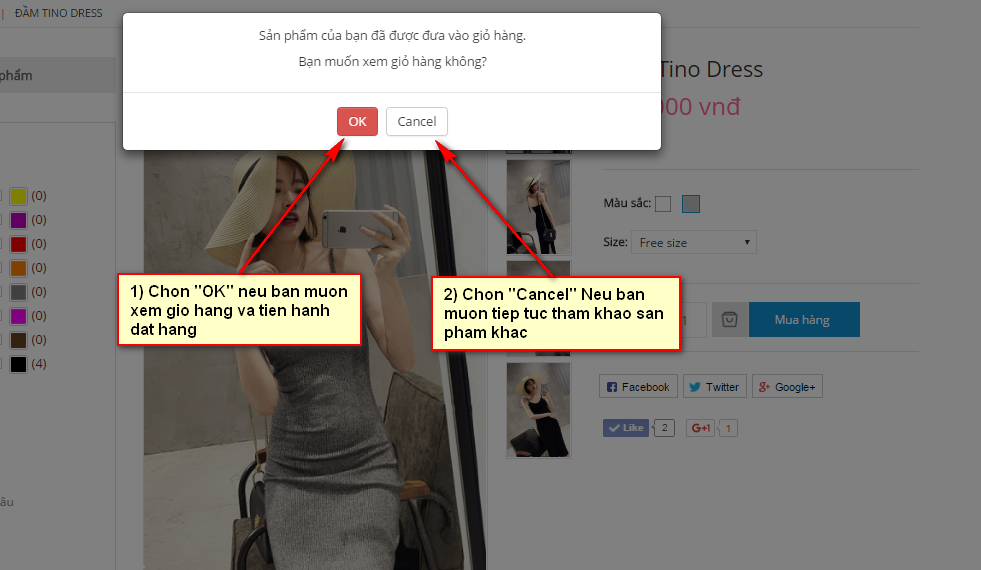 | ĐẦM TINO DRESS
Sản phẩm của bạn đã được đưa vào giỏ hàng.
Bạn muốn xem giỏ hàng không?
OK
Cancel
phẩm
Tino Dress
000 vnđ
(0)
(0)
(0)
(0)
(0)
(0)
(0)
(4)
Màu sắc:
Size: Free size
1) Chon "OK" neu ban muon
xem gio hang va tien hanh
dat hang
2) Chon "Cancel" Neu ban
muon tiep tuc tham khao san
pham khac
1
Mua hàng
Facebook
Twitter
Google+
Like 2
G+1 1